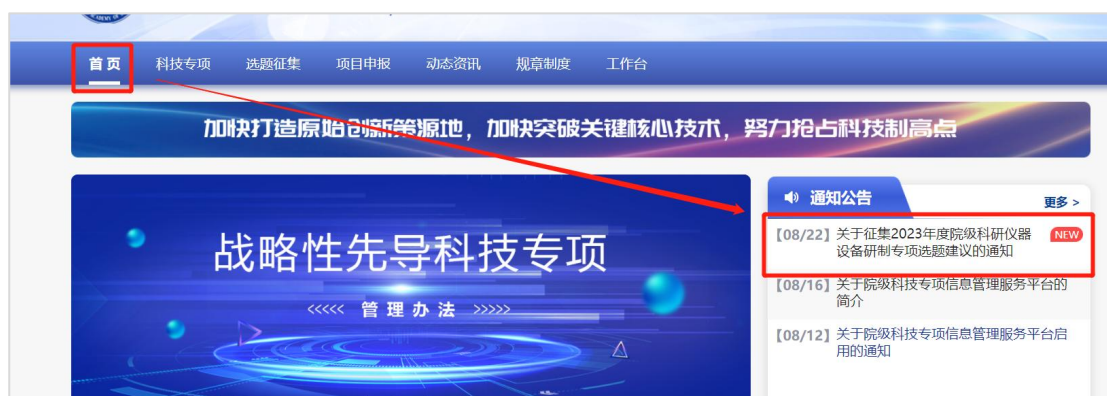 首页 科技专项 选题征集 项目申报 动态资讯 规章制度 工作台
加快打造原始创新策源地，加快突破关键核心技术，努力抢占科技制高点
战略性先导科技专项
<<<<< 管理办法 >>>>>
通知公告 更多 >
【08/22】关于征集2023年度院级科研仪器 NEW
设备研制专项选题建议的通知
【08/16】关于院级科技专项信息管理服务平台的
简介
【08/12】关于院级科技专项信息管理服务平台启
用的通知